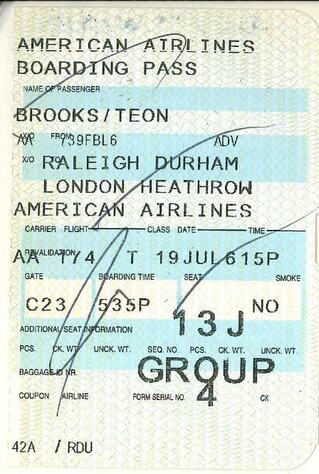 AMERICAN AIRLINES
BOARDING PASS
NAME OF PASSENGER
BROOKS/TEON
X/O FROM
AA 739FBL6 ADV
X/O TO RALEIGH DURHAM
LONDON HEATHROW
AMERICAN AIRLINES
CARRIER FLIGHT CLASS DATE TIME
REVALIDATION
AA 174 T 19JUL615P
GATE BOARDING TIME SEAT SMOKE
C23 535P NO
13J
ADDITIONAL SEAT INFORMATION
PCS. CK. WT. UNCK. WT. SEQ. NO. PCS. CK. WT. UNCK. WT.
GROUP
BAGGAGE ID NR.
4
COUPON AIRLINE FORM SERIAL NO. CK
42A / RDU